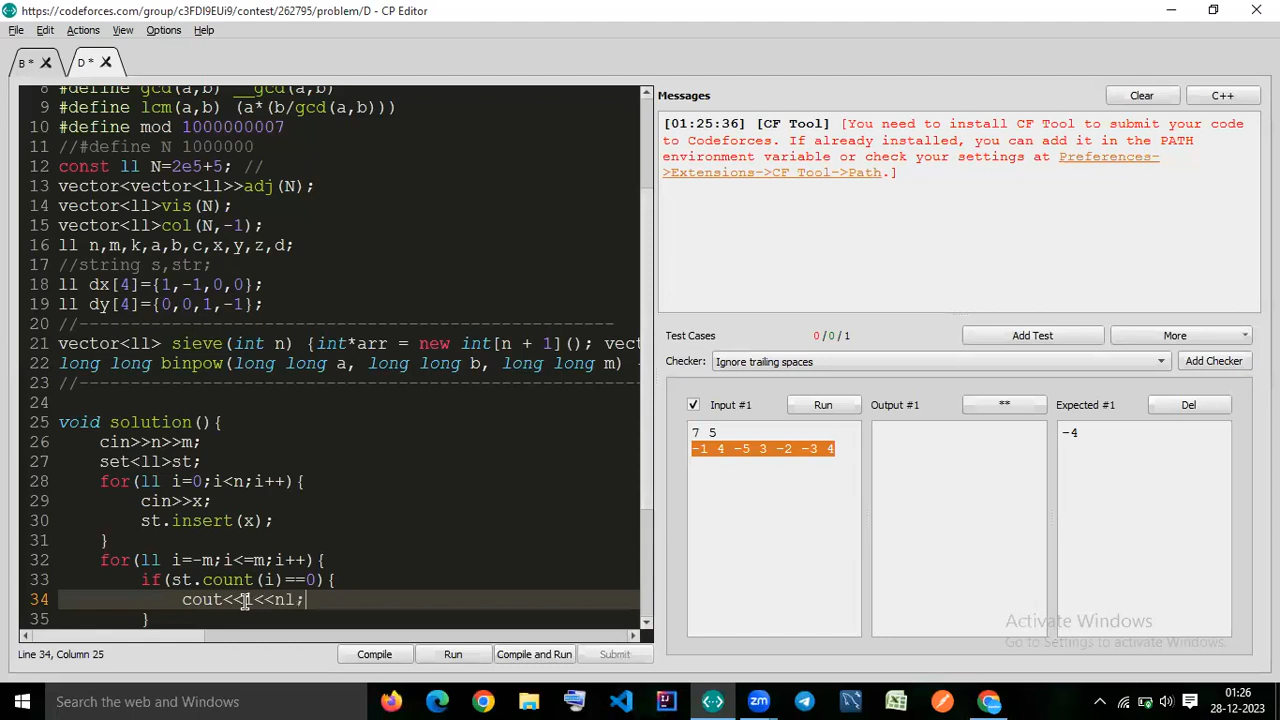 https://codeforces.com/group/c3FDI9EUi9/contest/262795/problem/D - CP Editor
File Edit Actions View Options Help
B * D *
8 #define gcd(a,b) __gcd(a,b)
9 #define lcm(a,b) (a*(b/gcd(a,b)))
10 #define mod 1000000007
11 //#define N 1000000
12 const ll N=2e5+5; //
13 vector<vector<ll>>adj(N);
14 vector<ll>vis(N);
15 vector<ll>col(N,-1);
16 ll n,m,k,a,b,c,x,y,z,d;
17 //string s,str;
18 ll dx[4]={1,-1,0,0};
19 ll dy[4]={0,0,1,-1};
20 //----------------------------------------------------
21 vector<ll> sieve(int n) {int*arr = new int[n + 1](); vect
22 long long binpow(long long a, long long b, long long m)
23 //----------------------------------------------------
24
25 void solution(){
26 cin>>n>>m;
27 set<ll>st;
28 for(ll i=0;i<n;i++){
29 cin>>x;
30 st.insert(x);
31 }
32 for(ll i=-m;i<=m;i++){
33 if(st.count(i)==0){
34 cout<<i<<nl;
35 }
Line 34, Column 25
Compile Run Compile and Run Submit
Messages Clear C++
[01:25:36] [CF Tool] [You need to install CF Tool to submit your code
to Codeforces. If already installed, you can add it in the PATH
environment variable or check your settings at Preferences-
>Extensions->CF Tool->Path.]
Test Cases 0 / 0 / 1 Add Test More
Checker: Ignore trailing spaces Add Checker
Input #1 Run Output #1 ** Expected #1 Del
7 5
-1 4 -5 3 -2 -3 4
-4
Activate Windows
Go to Settings to activate Windows.
Search the web and Windows
01:26
28-12-2023